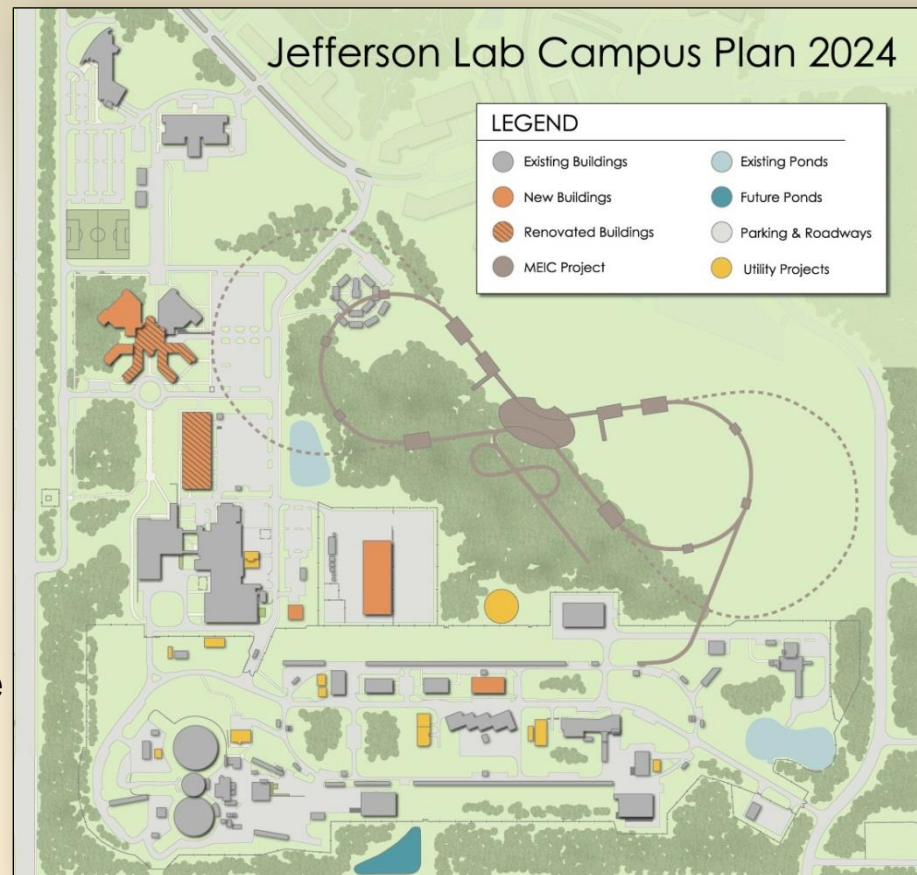 Jefferson Lab Campus Plan 2024
LEGEND
Existing Buildings
New Buildings
Renovated Buildings
MEIC Project
Existing Ponds
Future Ponds
Parking & Roadways
Utility Projects
e